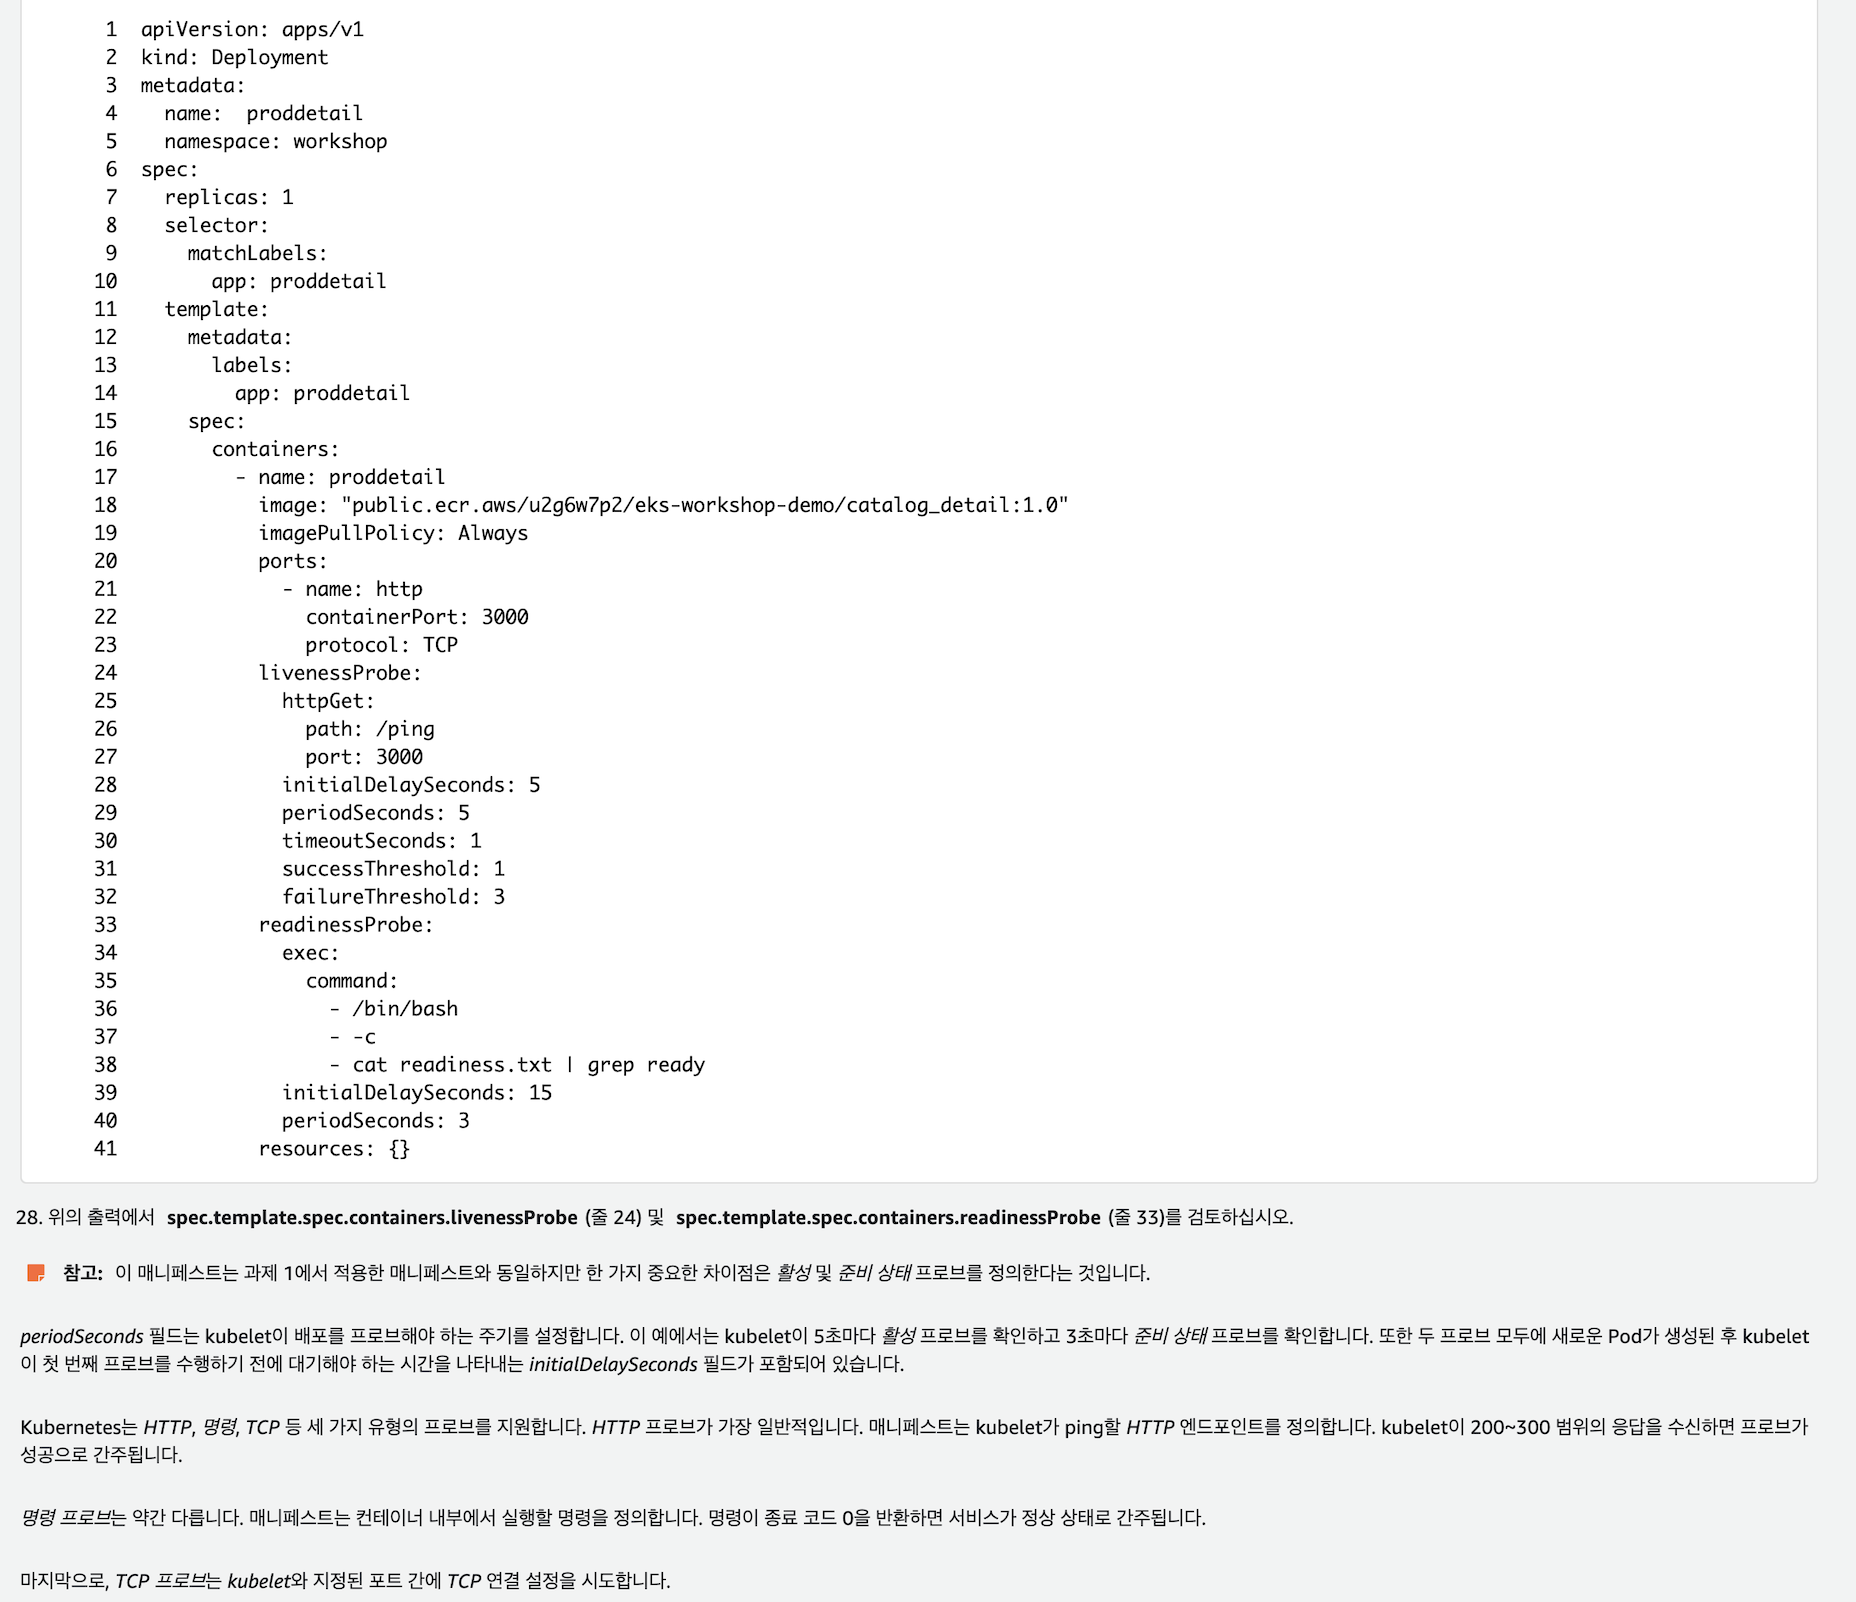 1 apiVersion: apps/v1
2 kind: Deployment
3 metadata:
4   name:  proddetail
5   namespace: workshop
6 spec:
7   replicas: 1
8   selector:
9     matchLabels:
10       app: proddetail
11   template:
12     metadata:
13       labels:
14         app: proddetail
15     spec:
16       containers:
17         - name: proddetail
18           image: "public.ecr.aws/u2g6w7p2/eks-workshop-demo/catalog_detail:1.0"
19           imagePullPolicy: Always
20           ports:
21             - name: http
22               containerPort: 3000
23               protocol: TCP
24           livenessProbe:
25             httpGet:
26               path: /ping
27               port: 3000
28             initialDelaySeconds: 5
29             periodSeconds: 5
30             timeoutSeconds: 1
31             successThreshold: 1
32             failureThreshold: 3
33           readinessProbe:
34             exec:
35               command:
36                 - /bin/bash
37                 - -c
38                 - cat readiness.txt | grep ready
39             initialDelaySeconds: 15
40             periodSeconds: 3
41           resources: {}
28. 위의 출력에서 spec.template.spec.containers.livenessProbe (줄 24) 및 spec.template.spec.containers.readinessProbe (줄 33)를 검토하십시오.
참고: 이 매니페스트는 과제 1에서 적용한 매니페스트와 동일하지만 한 가지 중요한 차이점은 활성 및 준비 상태 프로브를 정의한다는 것입니다.
periodSeconds 필드는 kubelet이 배포를 프로브해야 하는 주기를 설정합니다. 이 예에서는 kubelet이 5초마다 활성 프로브를 확인하고 3초마다 준비 상태 프로브를 확인합니다. 또한 두 프로브 모두에 새로운 Pod가 생성된 후 kubelet
이 첫 번째 프로브를 수행하기 전에 대기해야 하는 시간을 나타내는 initialDelaySeconds 필드가 포함되어 있습니다.
Kubernetes는 HTTP, 명령, TCP 등 세 가지 유형의 프로브를 지원합니다. HTTP 프로브가 가장 일반적입니다. 매니페스트는 kubelet가 ping할 HTTP 엔드포인트를 정의합니다. kubelet이 200~300 범위의 응답을 수신하면 프로브가
성공으로 간주됩니다.
명령 프로브는 약간 다릅니다. 매니페스트는 컨테이너 내부에서 실행할 명령을 정의합니다. 명령이 종료 코드 0을 반환하면 서비스가 정상 상태로 간주됩니다.
마지막으로, TCP 프로브는 kubelet와 지정된 포트 간에 TCP 연결 설정을 시도합니다.